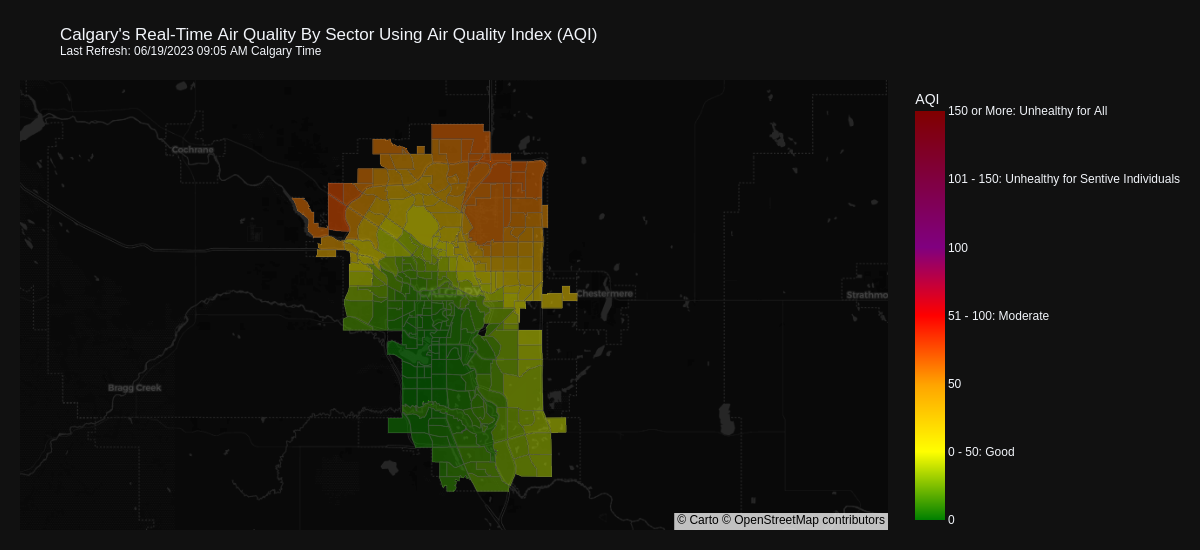 Calgary's Real-Time Air Quality By Sector Using Air Quality Index (AQI)
Last Refresh: 06/19/2023 09:05 AM Calgary Time
AQI
150 or More: Unhealthy for All
Cochrane
101 - 150: Unhealthy for Sentive Individuals
100
CALGARY
Chestermere
Strathmo
51 - 100: Moderate
50
Bragg Creek
0 - 50: Good
0
© Carto © OpenStreetMap contributors